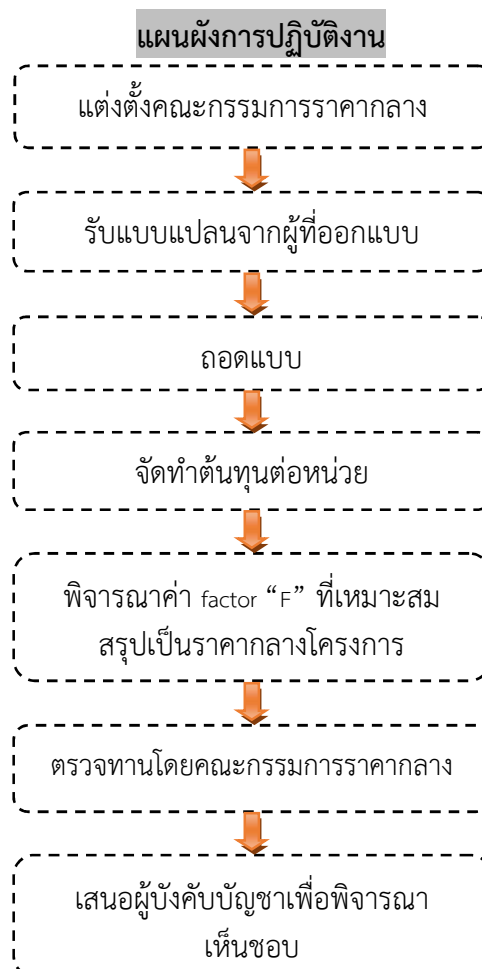 แผนผังการปฏิบัติงาน
แต่งตั้งคณะกรรมการราคากลาง
รับแบบแปลนจากผู้ที่ออกแบบ
ถอดแบบ
จัดทำต้นทุนต่อหน่วย
พิจารณาค่า factor “F” ที่เหมาะสม
สรุปเป็นราคากลางโครงการ
ตรวจทานโดยคณะกรรมการราคากลาง
เสนอผู้บังคับบัญชาเพื่อพิจารณา
เห็นชอบ